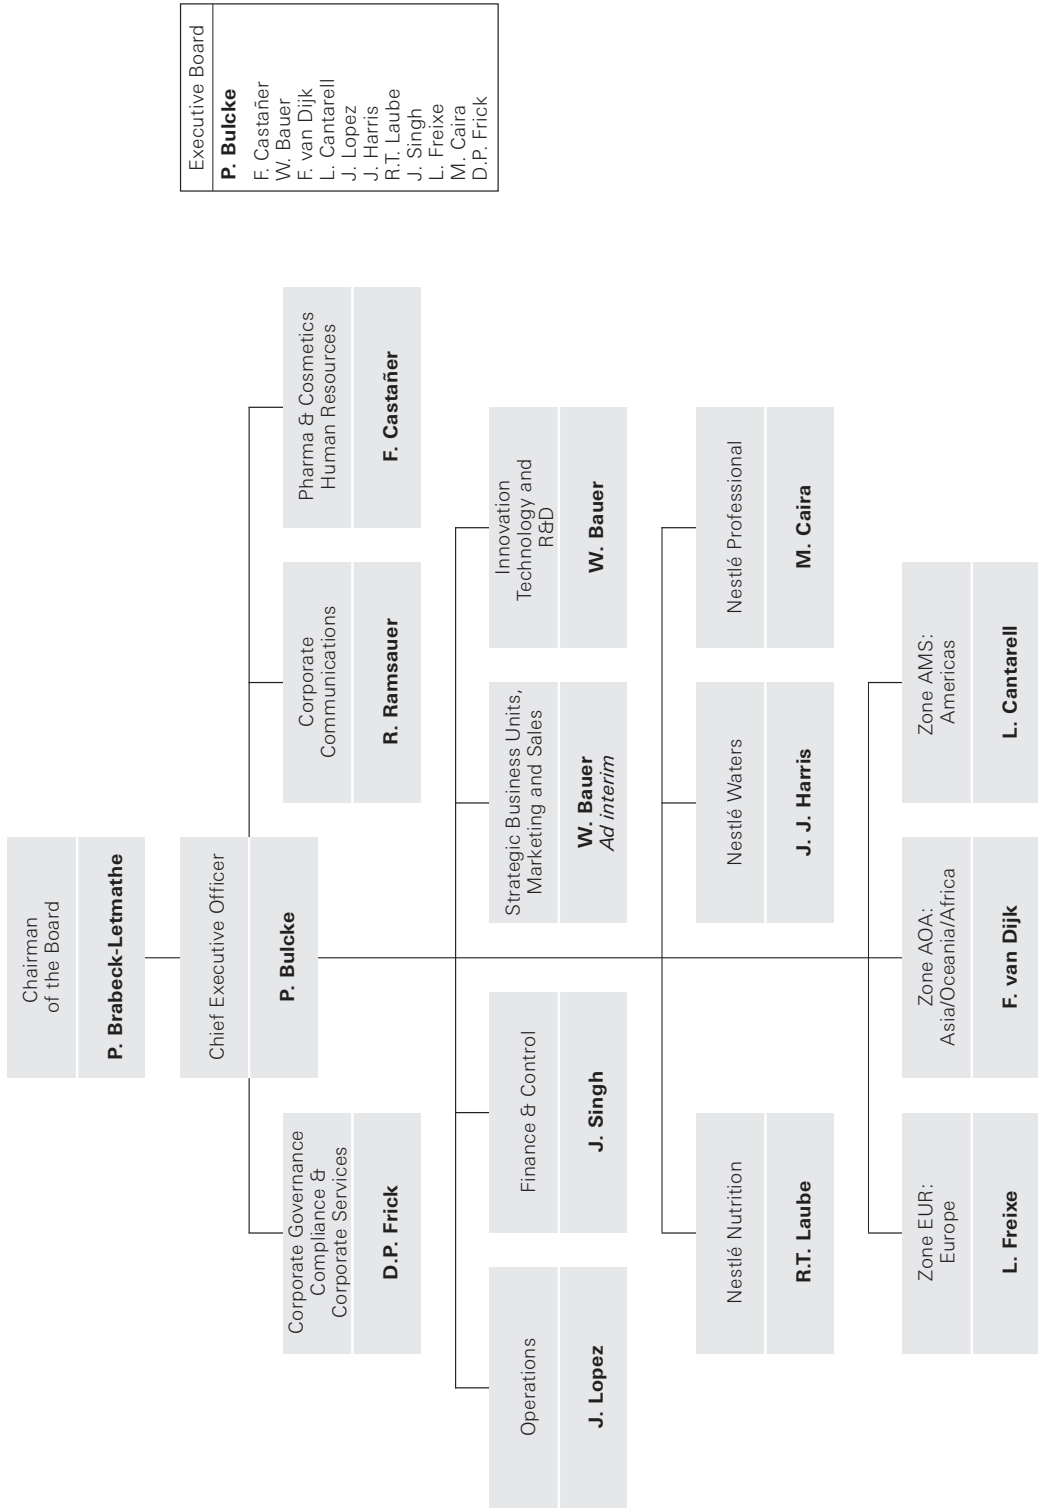 Chairman
of the Board
P. Brabeck-Letmathe
Chief Executive Officer
P. Bulcke
Corporate Governance
Compliance &
Corporate Services
D.P. Frick
Corporate
Communications
R. Ramsauer
Pharma & Cosmetics
Human Resources
F. Castañer
Operations
J. Lopez
Finance & Control
J. Singh
Strategic Business Units,
Marketing and Sales
W. Bauer
Ad interim
Innovation
Technology and
R&D
W. Bauer
Nestlé Nutrition
R.T. Laube
Nestlé Waters
J. J. Harris
Nestlé Professional
M. Caira
Zone EUR:
Europe
L. Freixe
Zone AOA:
Asia/Oceania/Africa
F. van Dijk
Zone AMS:
Americas
L. Cantarell
Executive Board
P. Bulcke
F. Castañer
W. Bauer
F. van Dijk
L. Cantarell
J. Lopez
J. Harris
R.T. Laube
J. Singh
L. Freixe
M. Caira
D.P. Frick